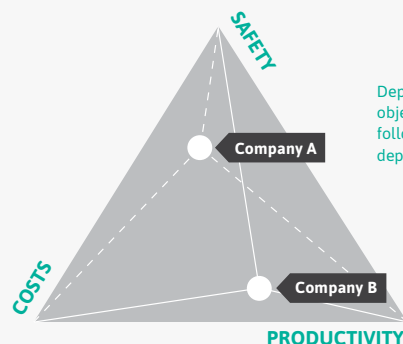 SAFETY
Company A
COSTS
Company B
PRODUCTIVITY